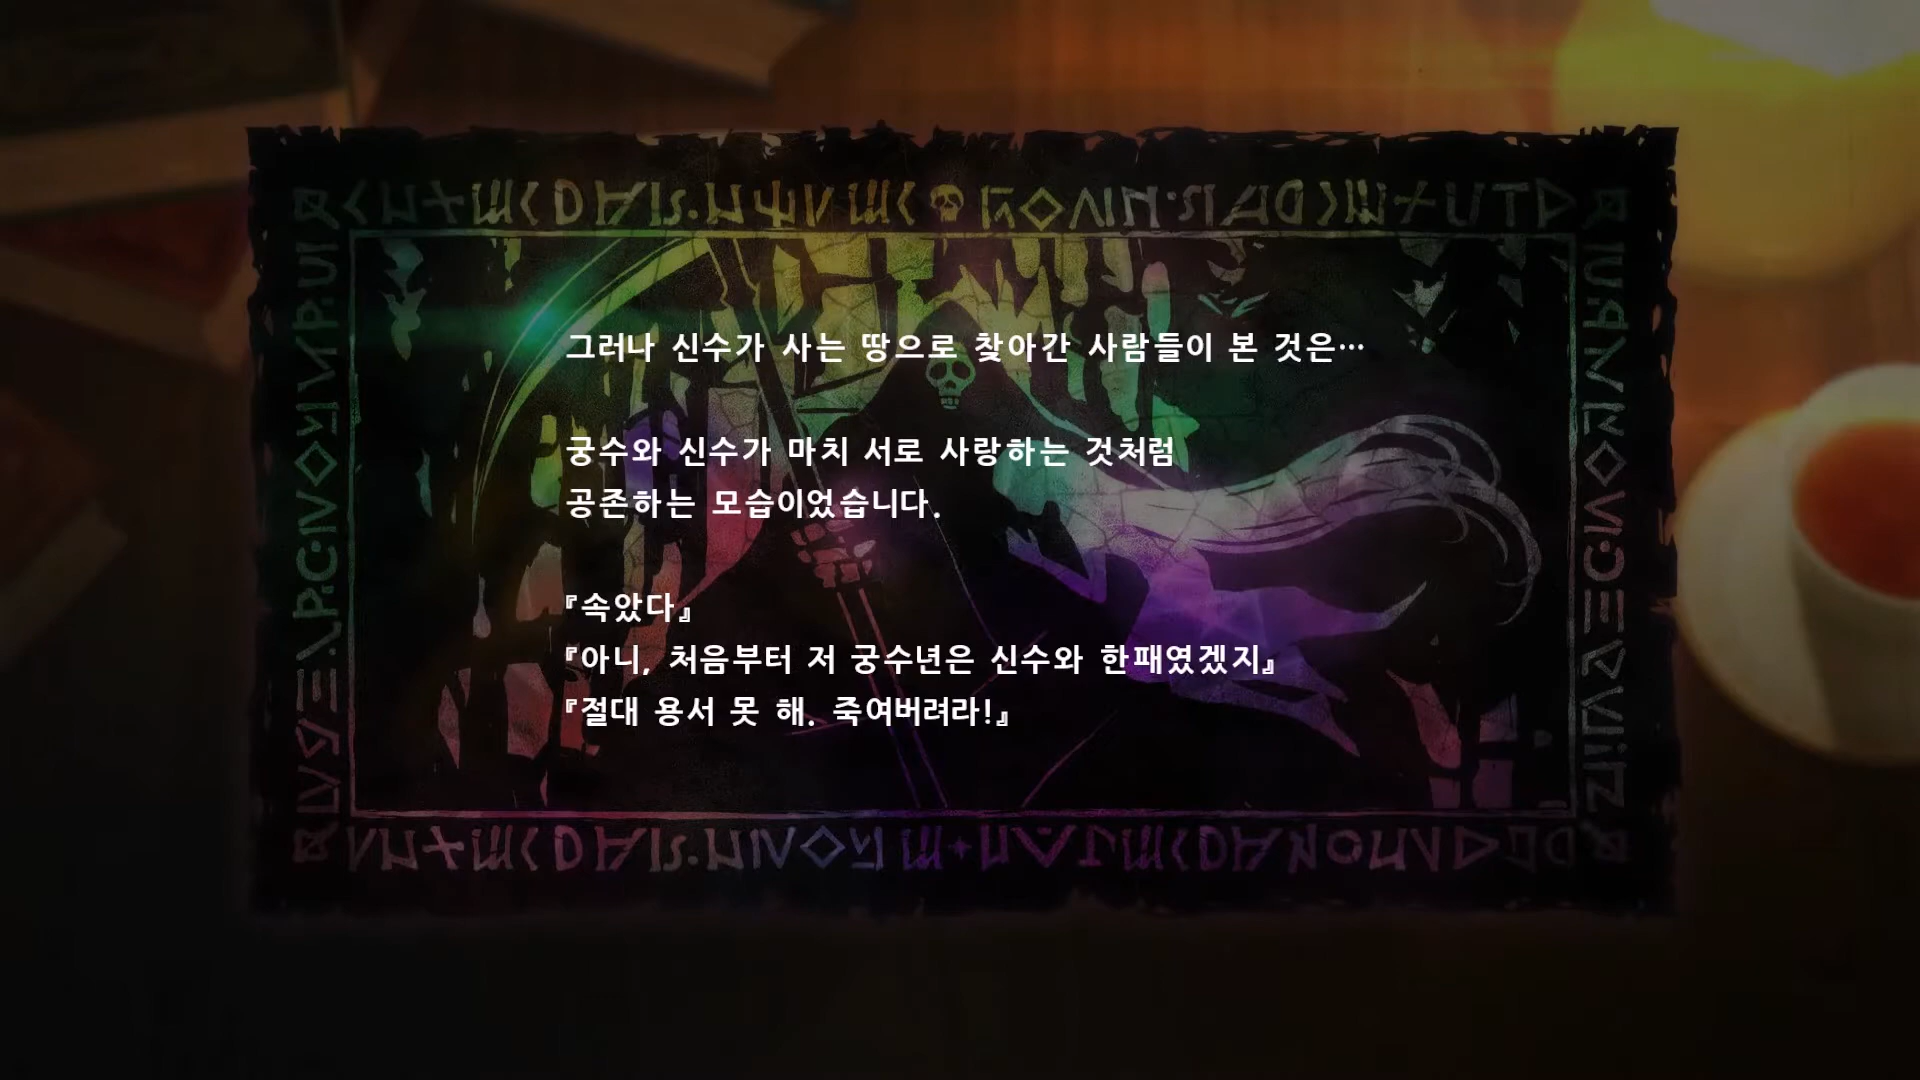 그러나 신수가 사는 땅으로 찾아간 사람들이 본 것은…
궁수와 신수가 마치 서로 사랑하는 것처럼
공존하는 모습이었습니다.
『속았다』
『아니, 처음부터 저 궁수년은 신수와 한패였겠지』
『절대 용서 못 해. 죽여버려라!』